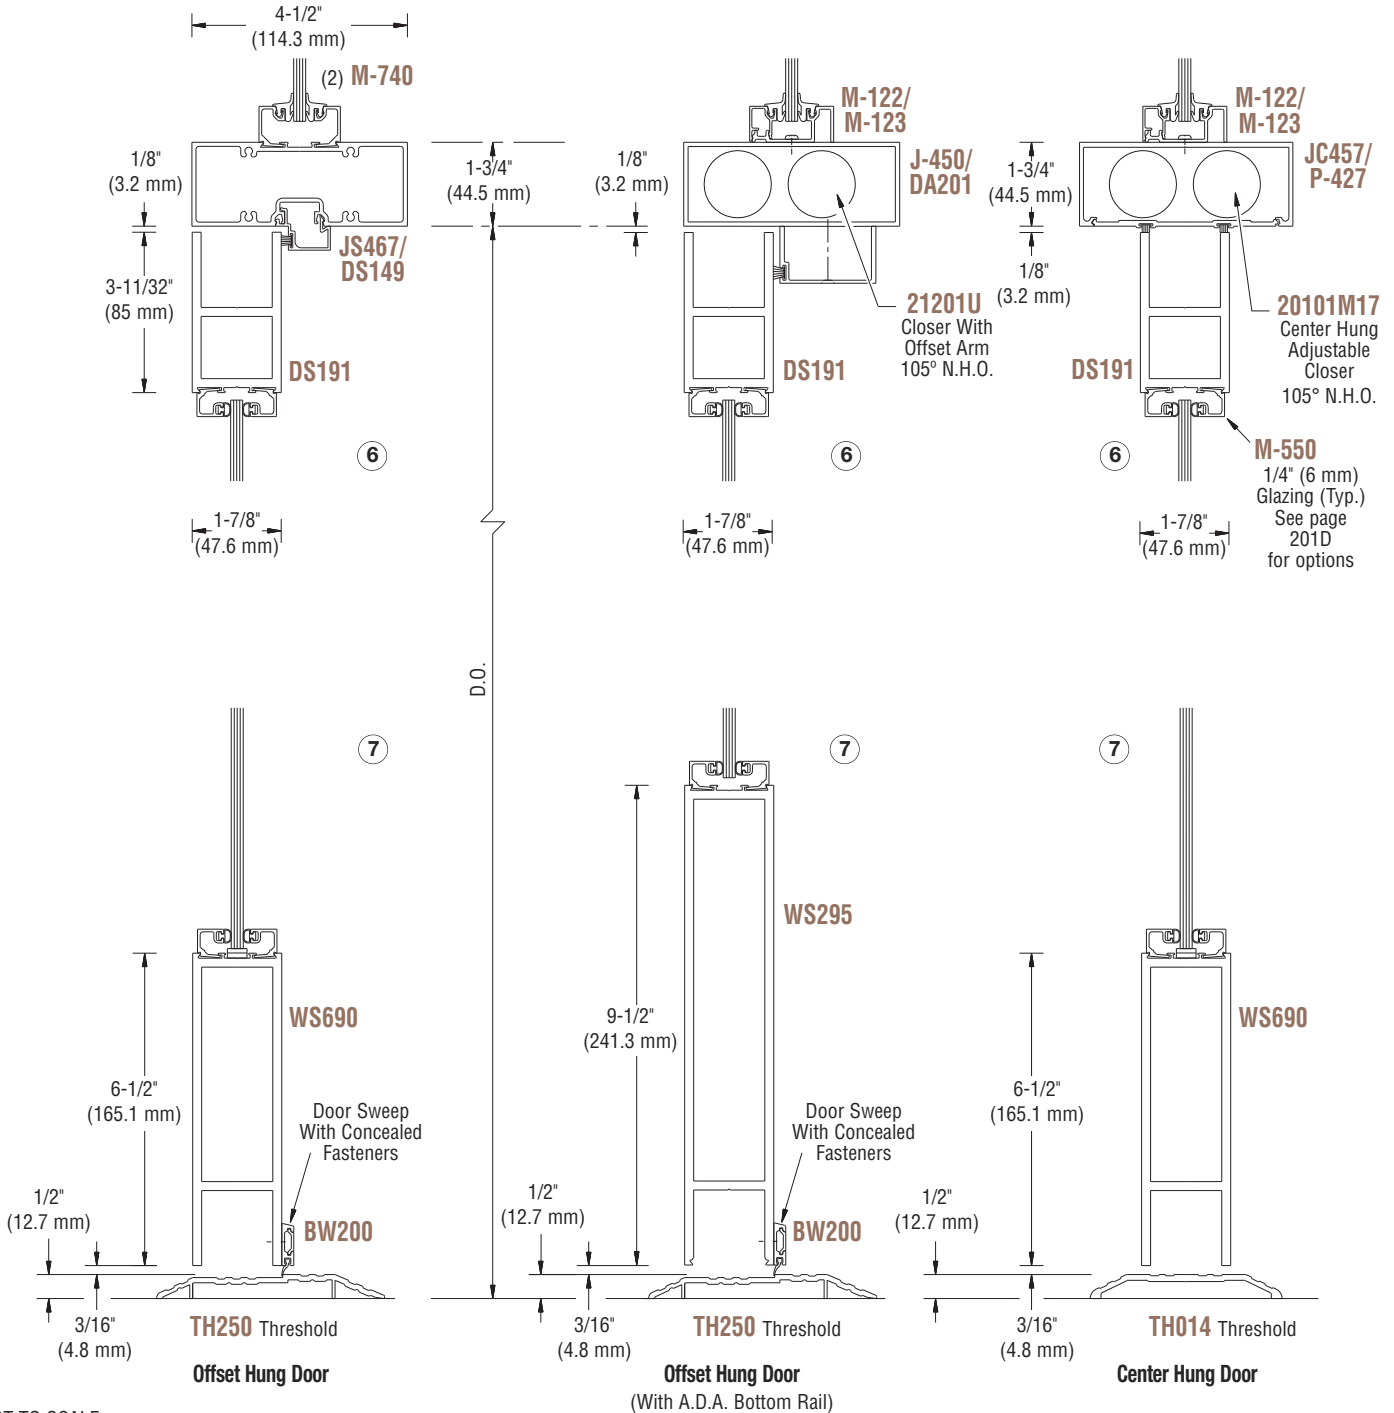 4-1/2"
(114.3 mm)
(2) M-740
1/8"
(3.2 mm)
1-3/4"
(44.5 mm)
JS467/
DS149
3-11/32"
(85 mm)
DS191
6
1-7/8"
(47.6 mm)
M-122/
M-123
J-450/
DA201
1/8"
(3.2 mm)
21201U
Closer With
Offset Arm
105º N.H.O.
DS191
6
1-7/8"
(47.6 mm)
M-122/
M-123
JC457/
P-427
1-3/4"
(44.5 mm)
1/8"
(3.2 mm)
20101M17
Center Hung
Adjustable
Closer
105° N.H.O.
DS191
6
M-550
1/4" (6 mm)
Glazing (Typ.)
See page
201D
for options
1-7/8"
(47.6 mm)
D.O.
7
WS690
6-1/2"
(165.1 mm)
Door Sweep
With Concealed
Fasteners
1/2"
(12.7 mm)
BW200
3/16"
(4.8 mm)
TH250 Threshold
Offset Hung Door
7
WS295
9-1/2"
(241.3 mm)
Door Sweep
With Concealed
Fasteners
1/2"
(12.7 mm)
BW200
3/16"
(4.8 mm)
TH250 Threshold
Offset Hung Door
(With A.D.A. Bottom Rail)
7
WS690
6-1/2"
(165.1 mm)
1/2"
(12.7 mm)
3/16"
(4.8 mm)
TH014 Threshold
Center Hung Door